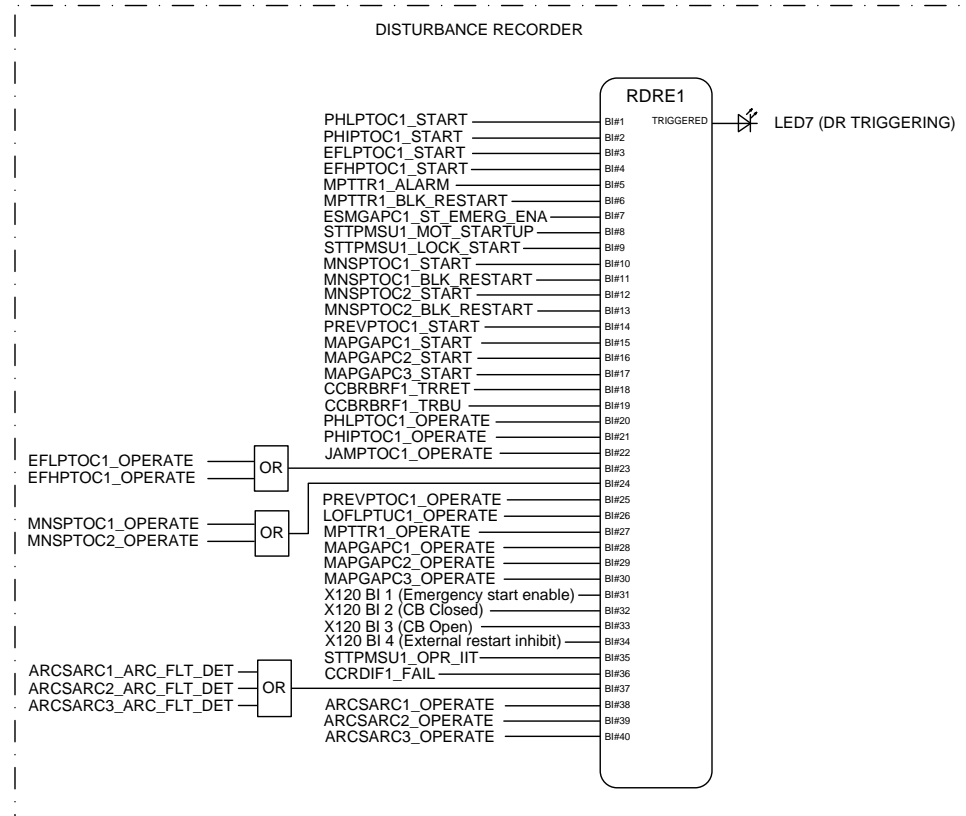 DISTURBANCE RECORDER
RDRE1
TRIGGERED
LED7 (DR TRIGGERING)
PHLPTOC1_START BI#1
PHIPTOC1_START BI#2
EFLPTOC1_START BI#3
EFHPTOC1_START BI#4
MPTTR1_ALARM BI#5
MPTTR1_BLK_RESTART BI#6
ESMGAPC1_ST_EMERG_ENA BI#7
STTPMSU1_MOT_STARTUP BI#8
STTPMSU1_LOCK_START BI#9
MNSPTOC1_START BI#10
MNSPTOC1_BLK_RESTART BI#11
MNSPTOC2_START BI#12
MNSPTOC2_BLK_RESTART BI#13
PREVPTOC1_START BI#14
MAPGAPC1_START BI#15
MAPGAPC2_START BI#16
MAPGAPC3_START BI#17
CCBRBRF1_TRRET BI#18
CCBRBRF1_TRBU BI#19
PHLPTOC1_OPERATE BI#20
PHIPTOC1_OPERATE BI#21
JAMPTOC1_OPERATE BI#22
EFLPTOC1_OPERATE
EFHPTOC1_OPERATE
OR
BI#23
BI#24
MNSPTOC1_OPERATE
MNSPTOC2_OPERATE
OR
PREVPTOC1_OPERATE BI#25
LOFLPTUC1_OPERATE BI#26
MPTTR1_OPERATE BI#27
MAPGAPC1_OPERATE BI#28
MAPGAPC2_OPERATE BI#29
MAPGAPC3_OPERATE BI#30
X120 BI 1 (Emergency start enable) BI#31
X120 BI 2 (CB Closed) BI#32
X120 BI 3 (CB Open) BI#33
X120 BI 4 (External restart inhibit) BI#34
STTPMSU1_OPR_IIT BI#35
CCRDIF1_FAIL BI#36
ARCSARC1_ARC_FLT_DET
ARCSARC2_ARC_FLT_DET
ARCSARC3_ARC_FLT_DET
OR
BI#37
ARCSARC1_OPERATE BI#38
ARCSARC2_OPERATE BI#39
ARCSARC3_OPERATE BI#40